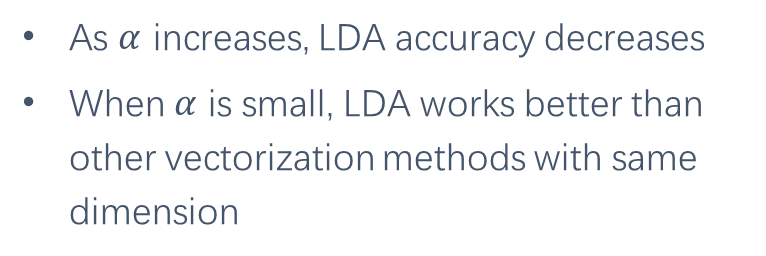 • As α increases, LDA accuracy decreases
• When α is small, LDA works better than
other vectorization methods with same
dimension